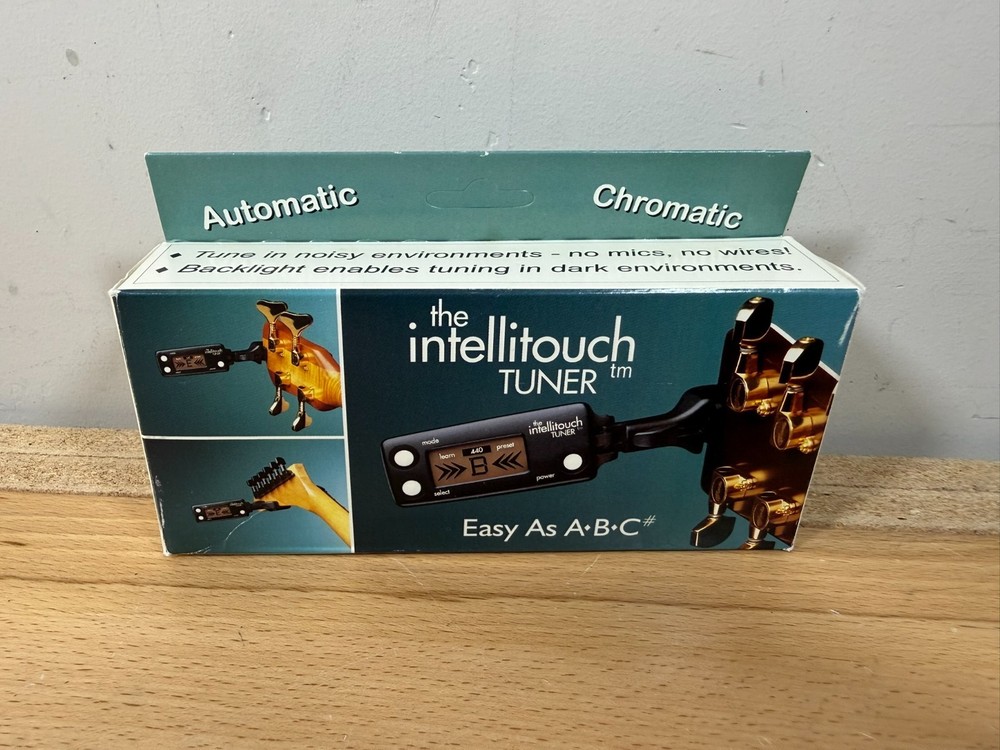 Automatic
Chromatic
◆ Tune in noisy environments - no mics, no wires!
◆ Backlight enables tuning in dark environments.
the
intellitouch
TUNER tm
the
intellitouch
TUNER
mode
learn 440 preset
>>> B <<<
select
power
Easy As A•B•C#